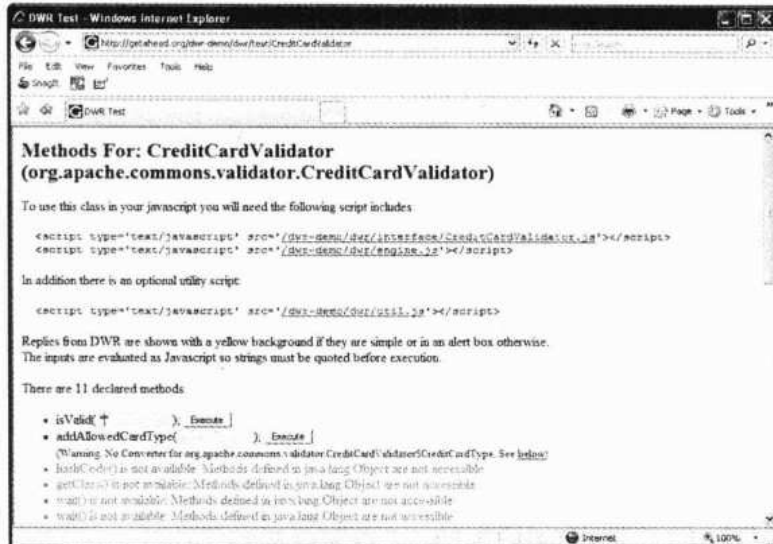 DWR Test - Windows Internet Explorer
http://getahead.org/dwr-demo/dwr/test/CreditCardValidator
File Edit View Favorites Tools Help
SnagIt
DWR Test
Page Tools
Methods For: CreditCardValidator
(org.apache.commons.validator.CreditCardValidator)
To use this class in your javascript you will need the following script includes:
<script type='text/javascript' src='/dwr-demo/dwr/interface/CreditCardValidator.js'></script>
<script type='text/javascript' src='/dwr-demo/dwr/engine.js'></script>
In addition there is an optional utility script:
<script type='text/javascript' src='/dwr-demo/dwr/util.js'></script>
Replies from DWR are shown with a yellow background if they are simple or in an alert box otherwise.
The inputs are evaluated as Javascript so strings must be quoted before execution.
There are 11 declared methods:
• isValid( ); Execute
• addAllowedCardType( ); Execute
(Warning: No Converter for org.apache.commons.validator.CreditCardValidator$CreditCardType. See below)
• hashCode() is not available: Methods defined in java.lang.Object are not accessible
• getClass() is not available: Methods defined in java.lang.Object are not accessible
• wait() is not available: Methods defined in java.lang.Object are not accessible
• wait() is not available: Methods defined in java.lang.Object are not accessible
Internet 100%